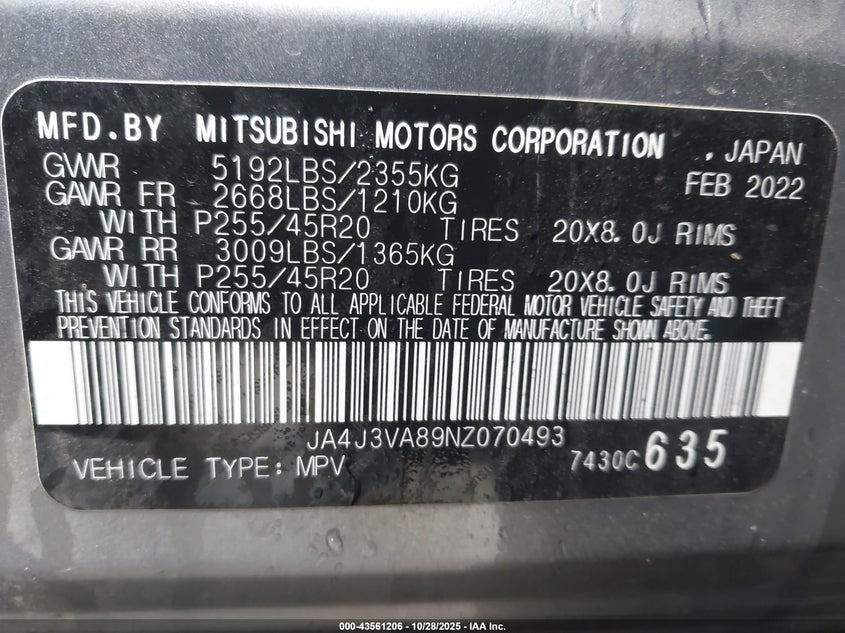 MFD.BY MITSUBISHI MOTORS CORPORATION , JAPAN
GVWR 5192LBS/2355KG FEB 2022
GAWR FR 2668LBS/1210KG
WITH P255/45R20 TIRES 20X8.0J RIMS
GAWR RR 3009LBS/1365KG
WITH P255/45R20 TIRES 20X8.0J RIMS
THIS VEHICLE CONFORMS TO ALL APPLICABLE FEDERAL MOTOR VEHICLE SAFETY AND THEFT
PREVENTION STANDARDS IN EFFECT ON THE DATE OF MANUFACTURE SHOWN ABOVE.
JA4J3VA89NZ070493
VEHICLE TYPE: MPV 7430C 635
000-43561206 - 10/28/2025 - IAA Inc.